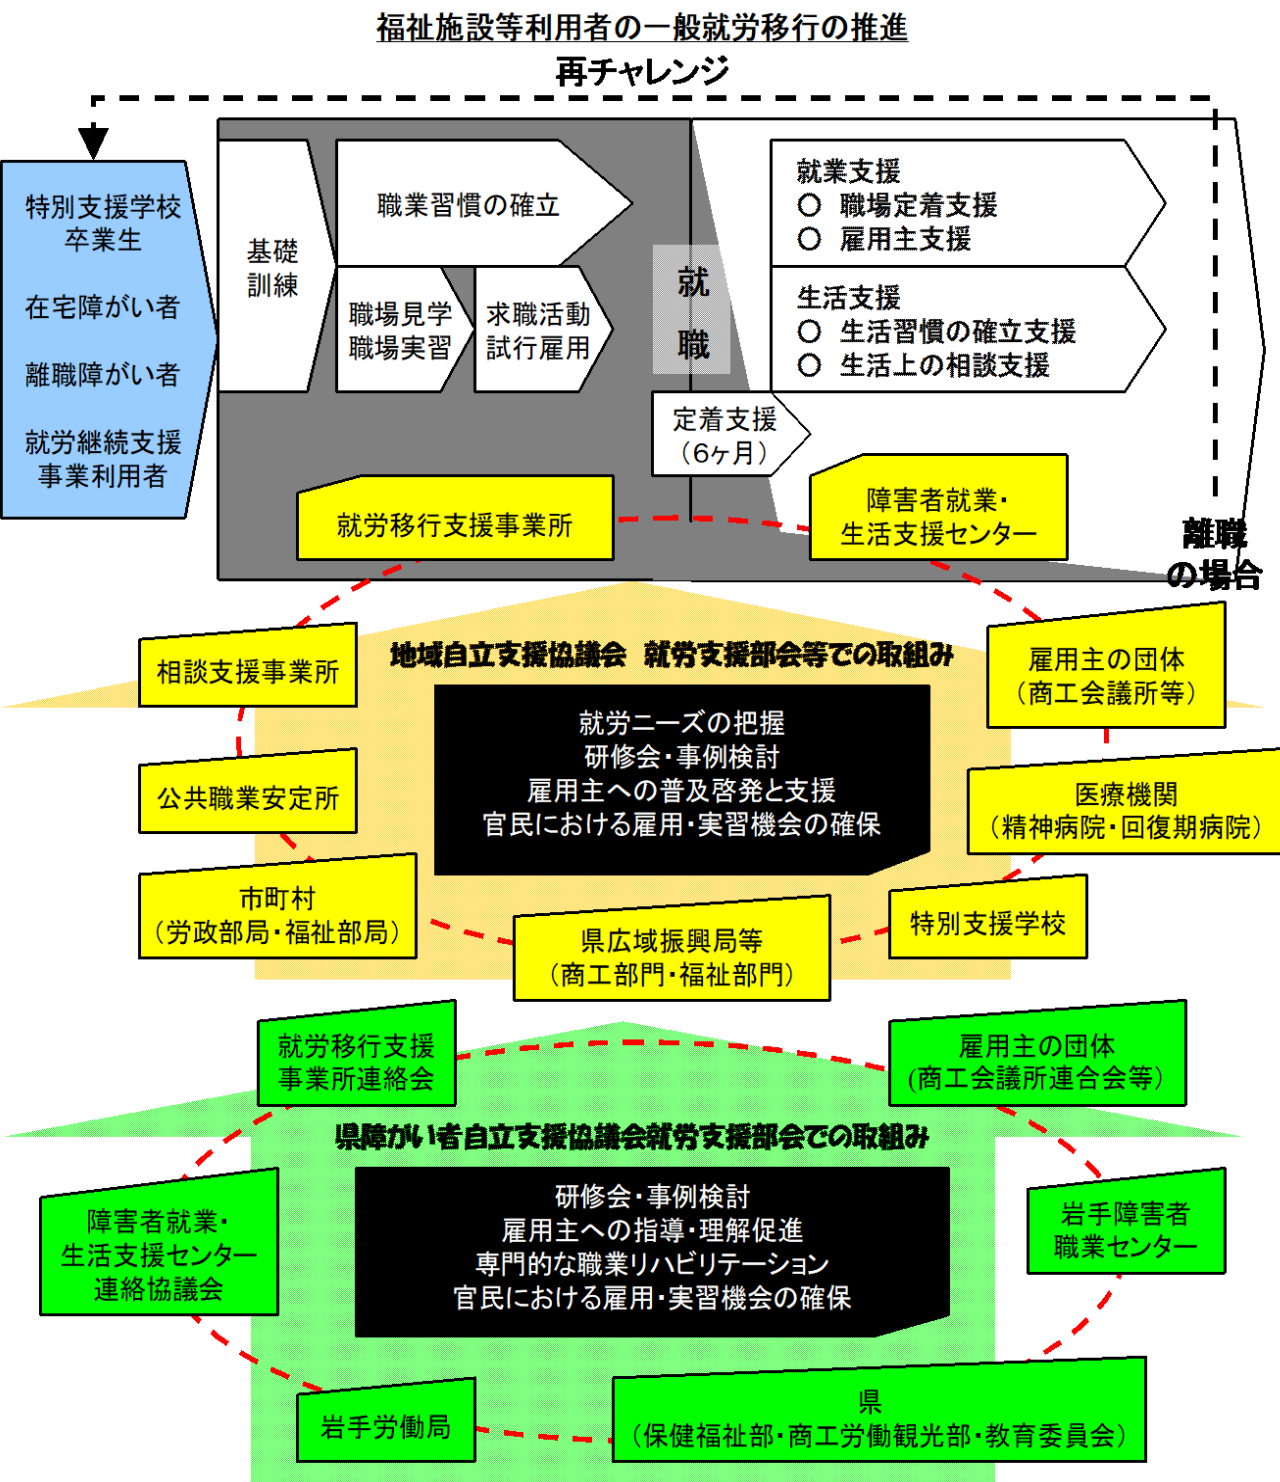 福祉施設等利用者の一般就労移行の推進
再チャレンジ
特別支援学校
卒業生
在宅障がい者
離職障がい者
就労継続支援
事業利用者
基礎
訓練
職業習慣の確立
職場見学
職場実習
求職活動
試行雇用
就
職
就業支援
○ 職場定着支援
○ 雇用主支援
生活支援
○ 生活習慣の確立支援
○ 生活上の相談支援
定着支援
(6ヶ月)
離職
の場合
就労移行支援事業所
障害者就業・
生活支援センター
相談支援事業所
地域自立支援協議会 就労支援部会等での取組み
雇用主の団体
(商工会議所等)
就労ニーズの把握
研修会・事例検討
雇用主への普及啓発と支援
官民における雇用・実習機会の確保
公共職業安定所
医療機関
(精神病院・回復期病院)
市町村
(労政部局・福祉部局)
県広域振興局等
(商工部門・福祉部門)
特別支援学校
就労移行支援
事業所連絡会
雇用主の団体
(商工会議所連合会等)
県障がい者自立支援協議会就労支援部会での取組み
研修会・事例検討
雇用主への指導・理解促進
専門的な職業リハビリテーション
官民における雇用・実習機会の確保
障害者就業・
生活支援センター
連絡協議会
岩手障害者
職業センター
岩手労働局
県
(保健福祉部・商工労働観光部・教育委員会)